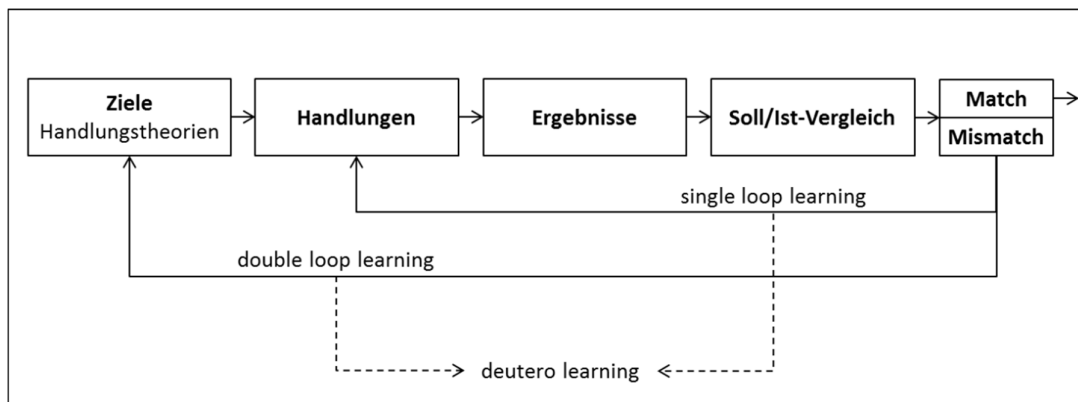 Ziele
Handlungstheorien
Handlungen
Ergebnisse
Soll/Ist-Vergleich
Match
Mismatch
single loop learning
double loop learning
deutero learning